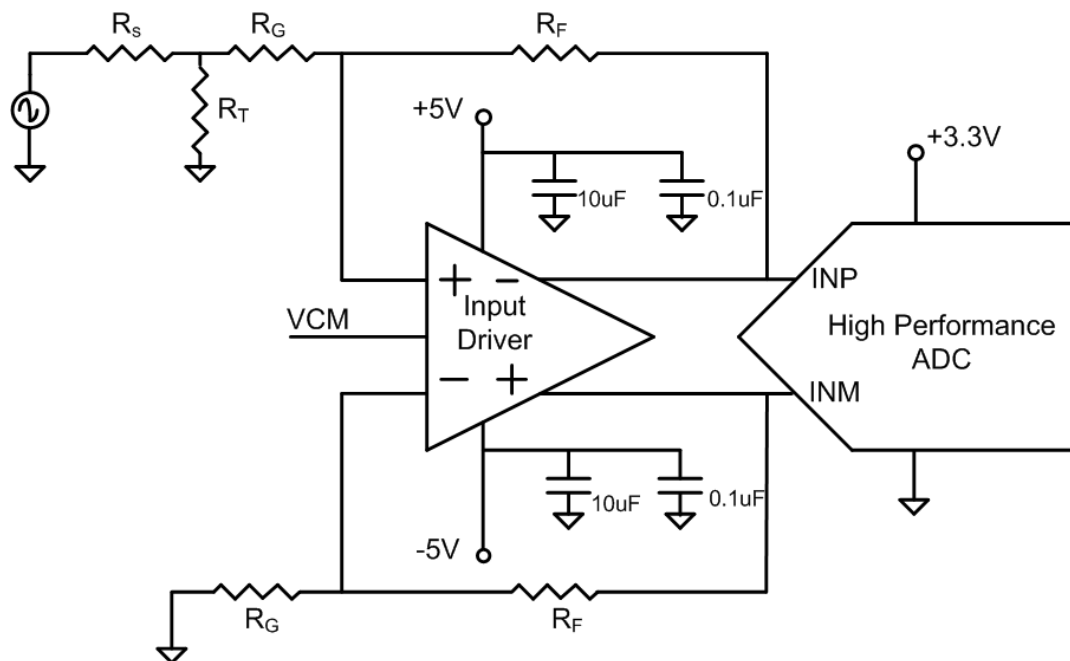 Rs
RG
RF
RT
+5V
+3.3V
10uF
0.1uF
+ −
INP
VCM
Input
Driver
High Performance
ADC
− +
INM
10uF
0.1uF
-5V
RG
RF